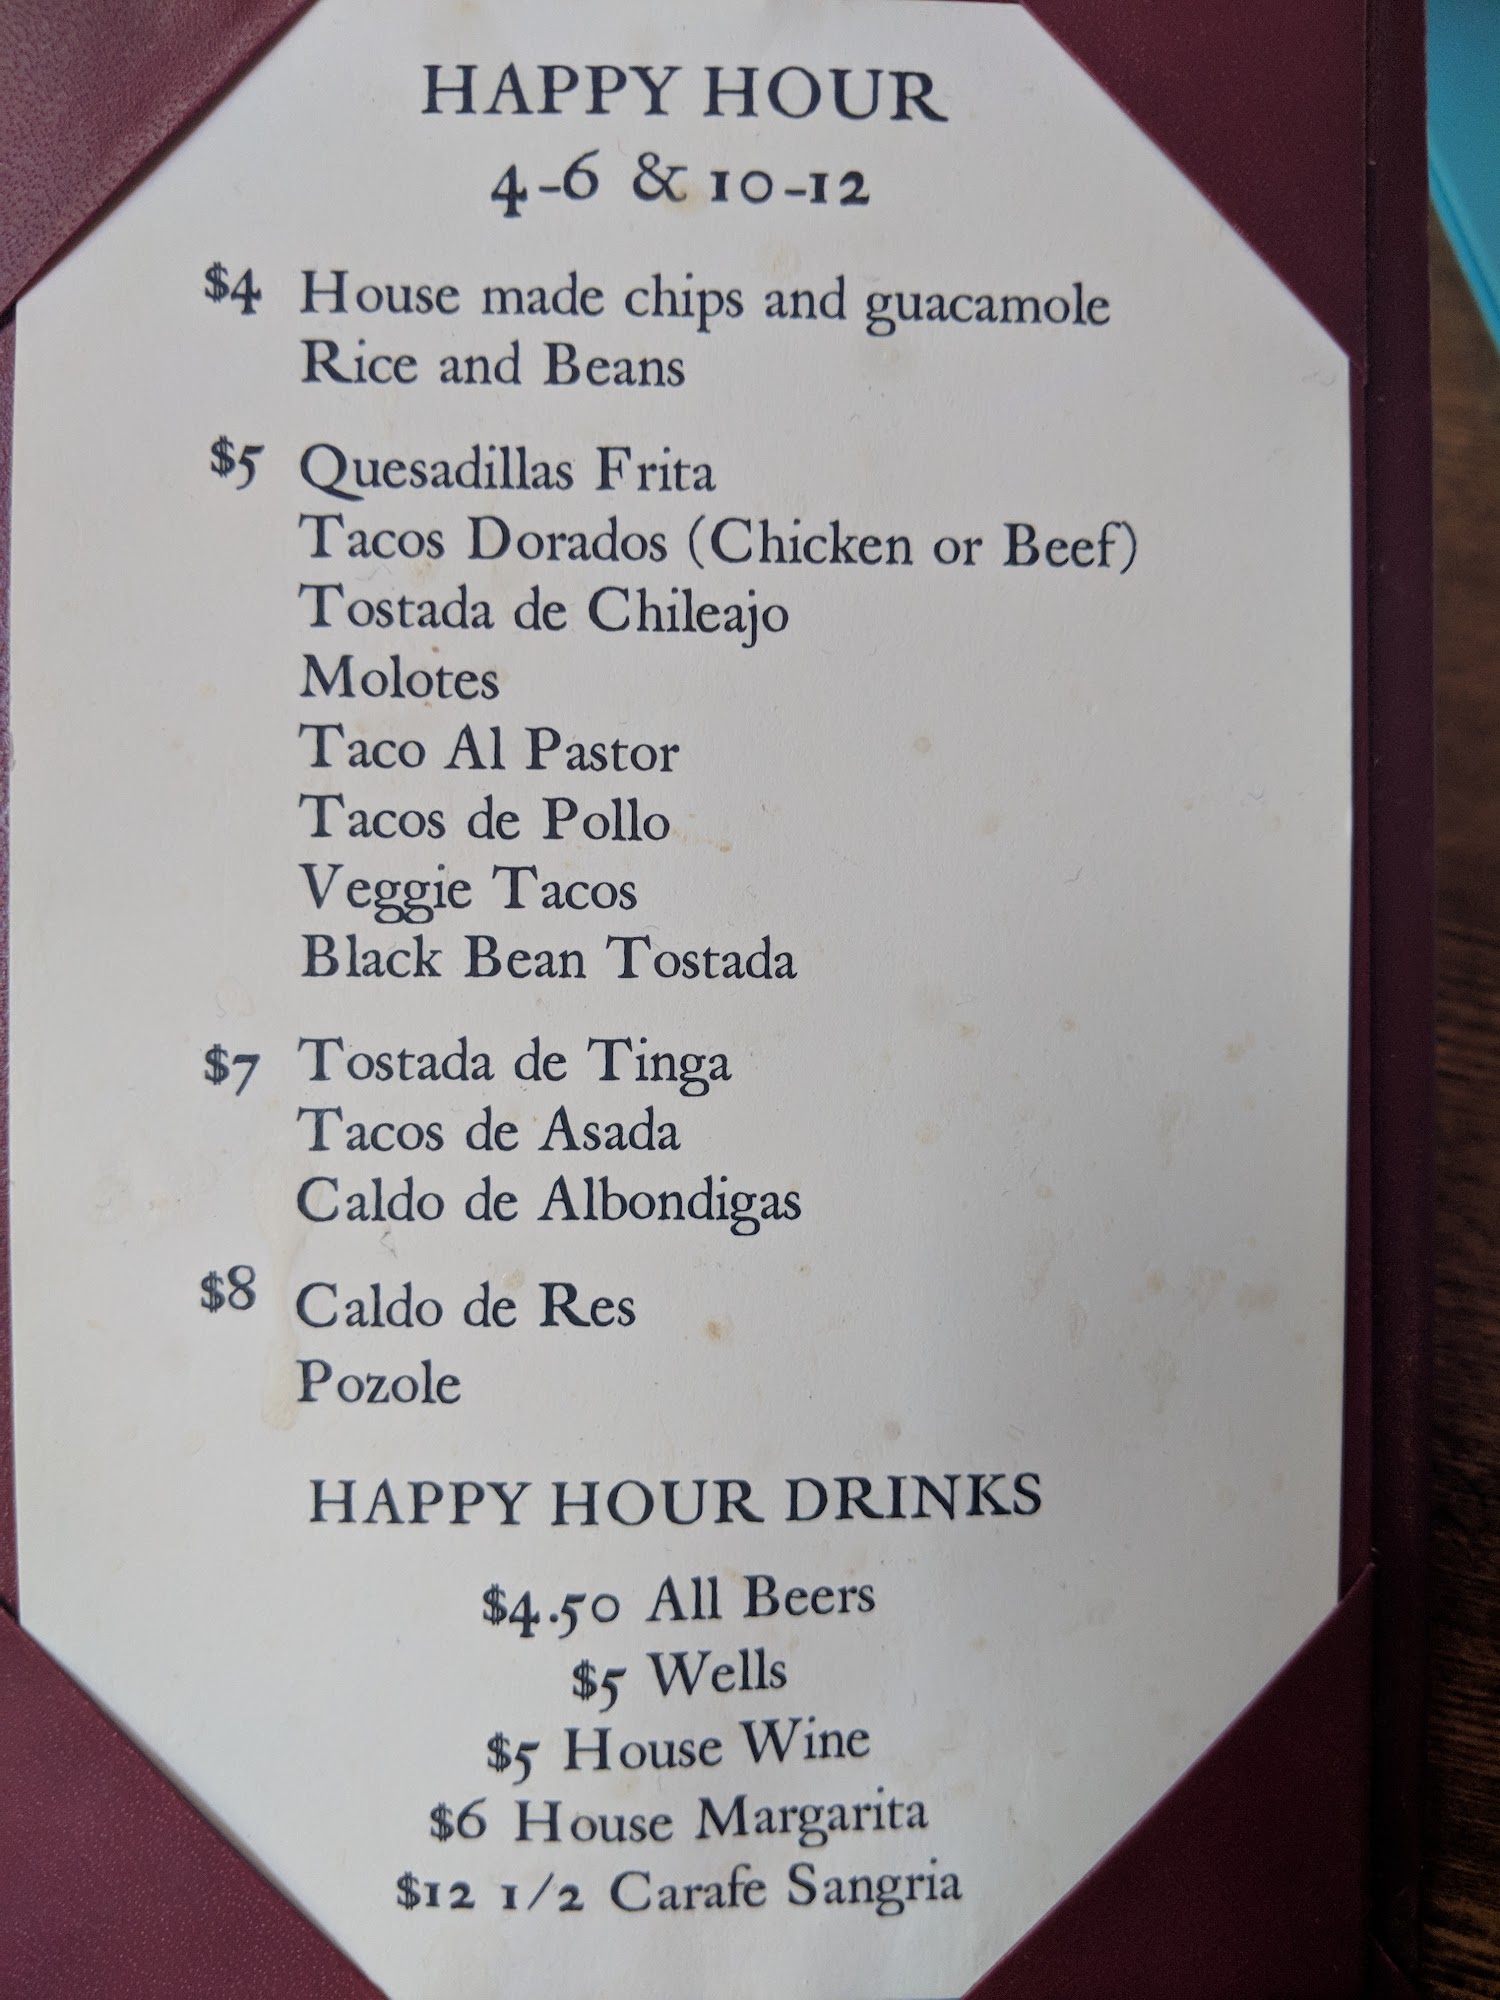 HAPPY HOUR
4-6 & 10-12
$4 House made chips and guacamole
Rice and Beans
$5 Quesadillas Frita
Tacos Dorados (Chicken or Beef)
Tostada de Chileajo
Molotes
Taco Al Pastor
Tacos de Pollo
Veggie Tacos
Black Bean Tostada
$7 Tostada de Tinga
Tacos de Asada
Caldo de Albondigas
$8 Caldo de Res
Pozole
HAPPY HOUR DRINKS
$4.50 All Beers
$5 Wells
$5 House Wine
$6 House Margarita
$12 1/2 Carafe Sangria